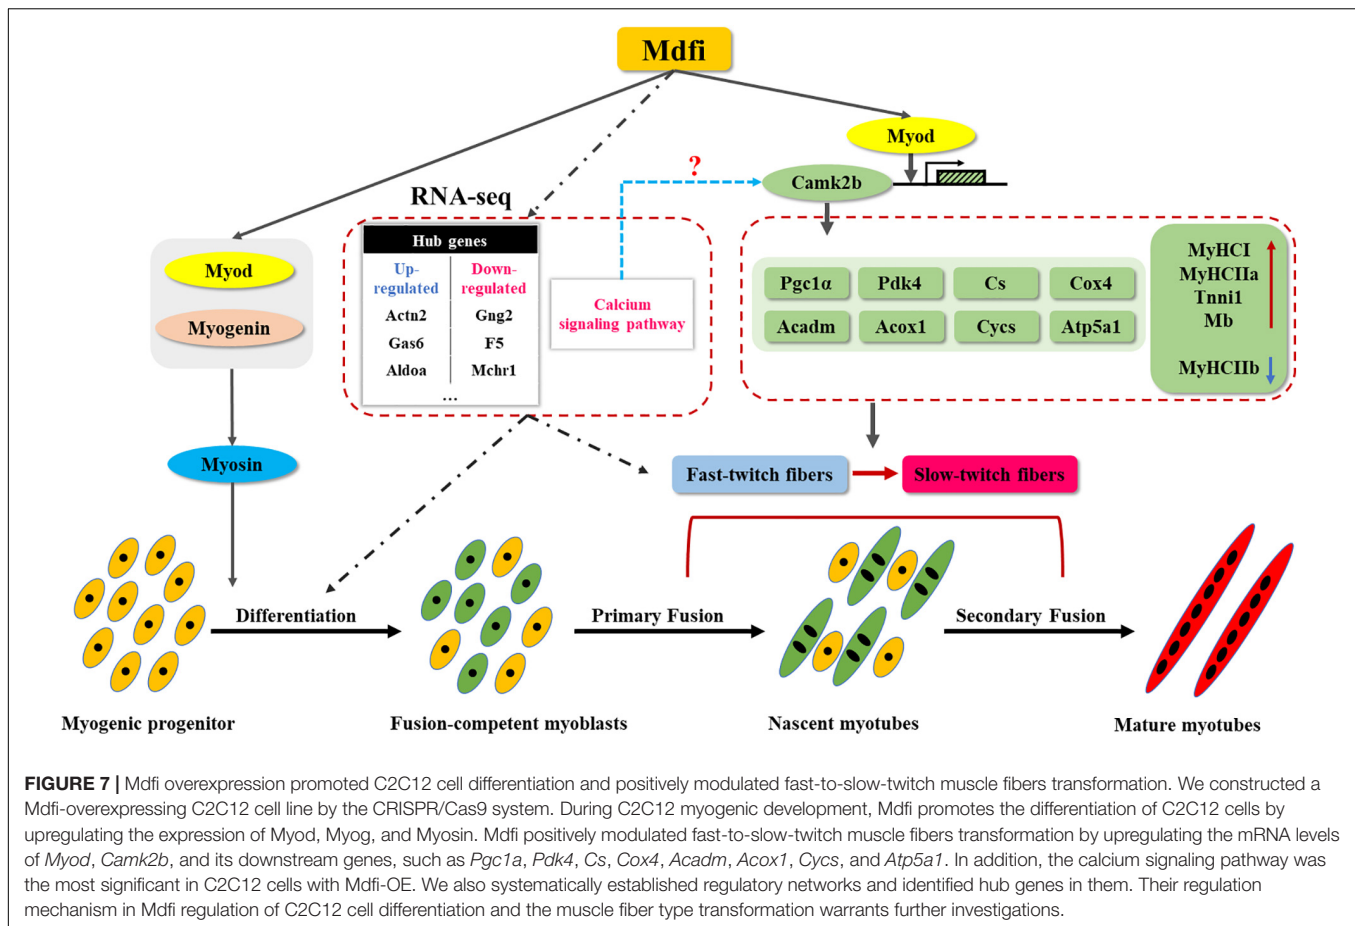 Mdfi
Myod
?
Camk2b
RNA-seq
Hub genes
Up-
regulated
Down-
regulated
Actn2 Gng2
Gas6 F5
Aldoa Mchr1
...
Calcium
signaling pathway
Myod
Myogenin
Myosin
Pgc1α Pdk4 Cs Cox4
Acadm Acox1 Cycs Atp5a1
MyHCI
MyHCIIa
Tnni1
Mb
MyHCIIb
Fast-twitch fibers
Slow-twitch fibers
Differentiation
Primary Fusion
Secondary Fusion
Myogenic progenitor
Fusion-competent myoblasts
Nascent myotubes
Mature myotubes
FIGURE 7 | Mdfi overexpression promoted C2C12 cell differentiation and positively modulated fast-to-slow-twitch muscle fibers transformation. We constructed a
Mdfi-overexpressing C2C12 cell line by the CRISPR/Cas9 system. During C2C12 myogenic development, Mdfi promotes the differentiation of C2C12 cells by
upregulating the expression of Myod, Myog, and Myosin. Mdfi positively modulated fast-to-slow-twitch muscle fibers transformation by upregulating the mRNA levels
of Myod, Camk2b, and its downstream genes, such as Pgc1a, Pdk4, Cs, Cox4, Acadm, Acox1, Cycs, and Atp5a1. In addition, the calcium signaling pathway was
the most significant in C2C12 cells with Mdfi-OE. We also systematically established regulatory networks and identified hub genes in them. Their regulation
mechanism in Mdfi regulation of C2C12 cell differentiation and the muscle fiber type transformation warrants further investigations.